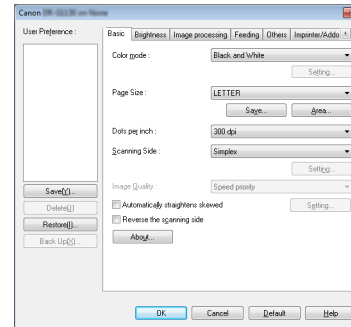 Canon on None
User Preference :
Basic Brightness Image processing Feeding Others Imprinter/Addo
Color mode : Black and White
Setting...
Page Size : LETTER
Save... Area...
Dots per inch : 300 dpi
Scanning Side : Simplex
Setting...
Image Quality : Speed priority
Automatically straightens skewed Setting...
Reverse the scanning side
About...
Save(Y)...
Delete(J)
Restore(I)...
Back Up(X)...
OK Cancel Default Help